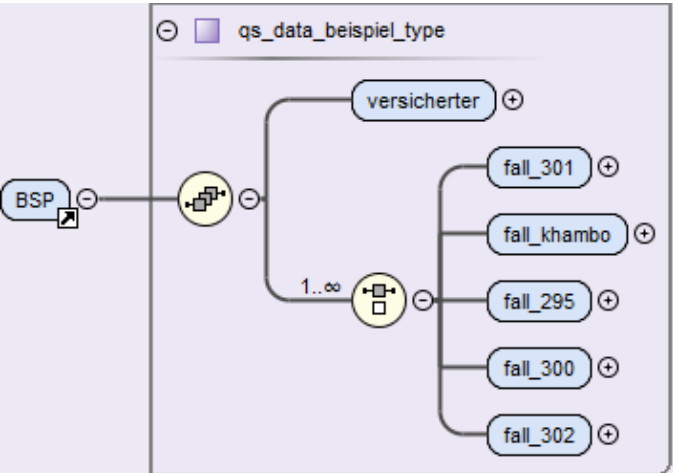 qs_data_beispiel_type
versicherter
fall_301
BSP
fall_khambo
1..∞
fall_295
fall_300
fall_302